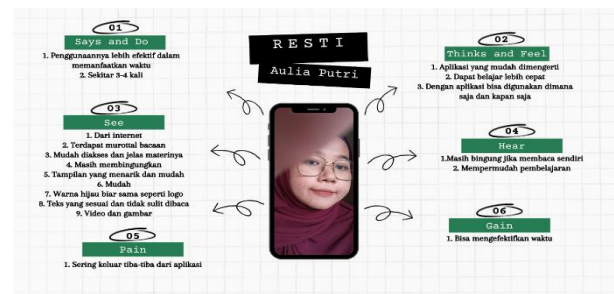 RESTI
Aulia Putri
01
Says and Do
1. Penggunaannya lebih efektif dalam
memanfaatkan waktu
2. Sekitar 3-4 kali
02
Thinks and Feel
1. Aplikasi yang mudah dimengerti
2. Dapat belajar lebih cepat
3. Dengan aplikasi bisa digunakan dimana
saja dan kapan saja
03
See
1. Dari internet
2. Terdapat murottal bacaan
3. Mudah diakses dan jelas materinya
4. Masih membingungkan
5. Tampilan yang menarik dan mudah
6. Mudah
7. Warna hijau biar sama seperti logo
8. Teks yang sesuai dan tidak sulit dibaca
9. Video dan gambar
04
Hear
1.Masih bingung jika membaca sendiri
2. Mempermudah pembelajaran
05
Pain
1. Sering keluar tiba-tiba dari aplikasi
06
Gain
1. Bisa mengefektifkan waktu